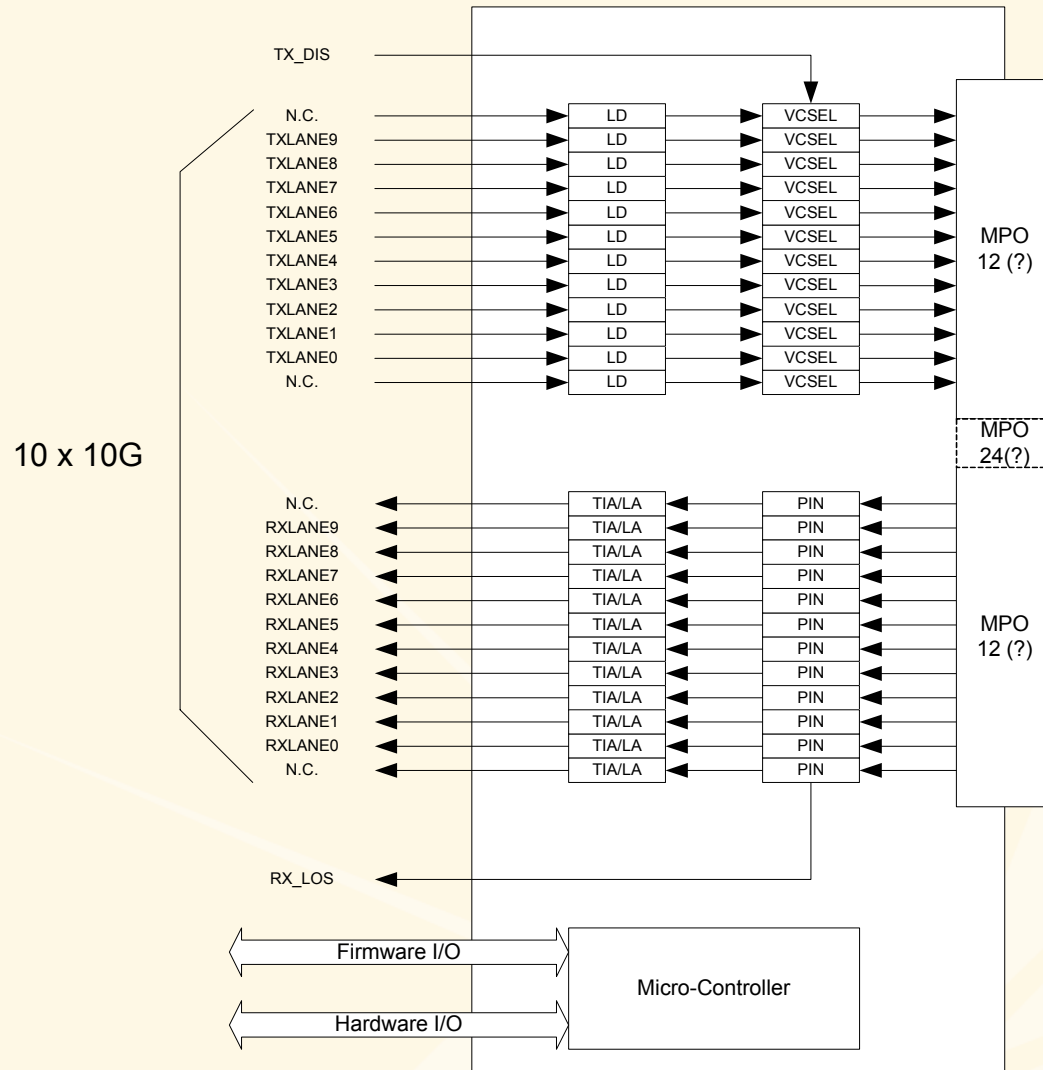 TX_DIS
N.C. LD VCSEL
TXLANE9 LD VCSEL
TXLANE8 LD VCSEL
TXLANE7 LD VCSEL
TXLANE6 LD VCSEL
TXLANE5 LD VCSEL
TXLANE4 LD VCSEL
TXLANE3 LD VCSEL
TXLANE2 LD VCSEL
TXLANE1 LD VCSEL
TXLANE0 LD VCSEL
N.C. LD VCSEL
MPO
12 (?)
MPO
24(?)
10 x 10G
N.C. TIA/LA PIN
RXLANE9 TIA/LA PIN
RXLANE8 TIA/LA PIN
RXLANE7 TIA/LA PIN
RXLANE6 TIA/LA PIN
RXLANE5 TIA/LA PIN
RXLANE4 TIA/LA PIN
RXLANE3 TIA/LA PIN
RXLANE2 TIA/LA PIN
RXLANE1 TIA/LA PIN
RXLANE0 TIA/LA PIN
N.C. TIA/LA PIN
MPO
12 (?)
RX_LOS
Firmware I/O
Micro-Controller
Hardware I/O